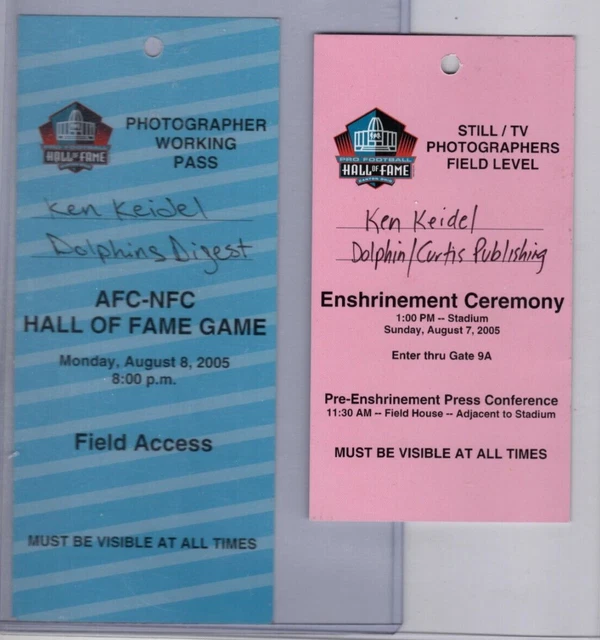 HALL OF FAME
PHOTOGRAPHER
WORKING
PASS
Ken Keidel
Dolphins Digest
AFC-NFC
HALL OF FAME GAME
Monday, August 8, 2005
8:00 p.m.
Field Access
MUST BE VISIBLE AT ALL TIMES
PRO FOOTBALL
HALL OF FAME
STILL / TV
PHOTOGRAPHERS
FIELD LEVEL
Ken Keidel
Dolphin/Curtis Publishing
Enshrinement Ceremony
1:00 PM -- Stadium
Sunday, August 7, 2005
Enter thru Gate 9A
Pre-Enshrinement Press Conference
11:30 AM -- Field House -- Adjacent to Stadium
MUST BE VISIBLE AT ALL TIMES